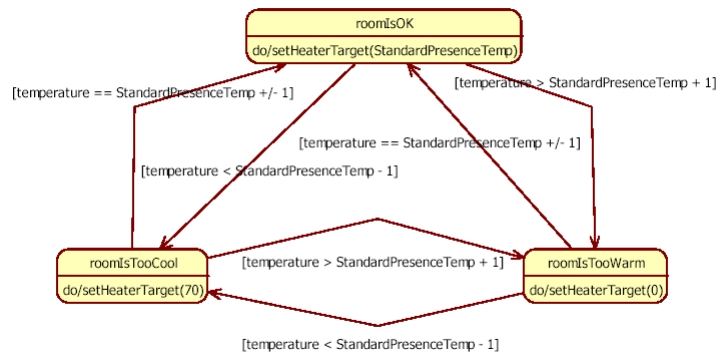 roomIsOK
do/setHeaterTarget(StandardPresenceTemp)
[temperature == StandardPresenceTemp +/- 1]
[temperature > StandardPresenceTemp + 1]
[temperature == StandardPresenceTemp +/- 1]
[temperature < StandardPresenceTemp - 1]
roomIsTooCool
do/setHeaterTarget(70)
[temperature > StandardPresenceTemp + 1]
roomIsTooWarm
do/setHeaterTarget(0)
[temperature < StandardPresenceTemp - 1]